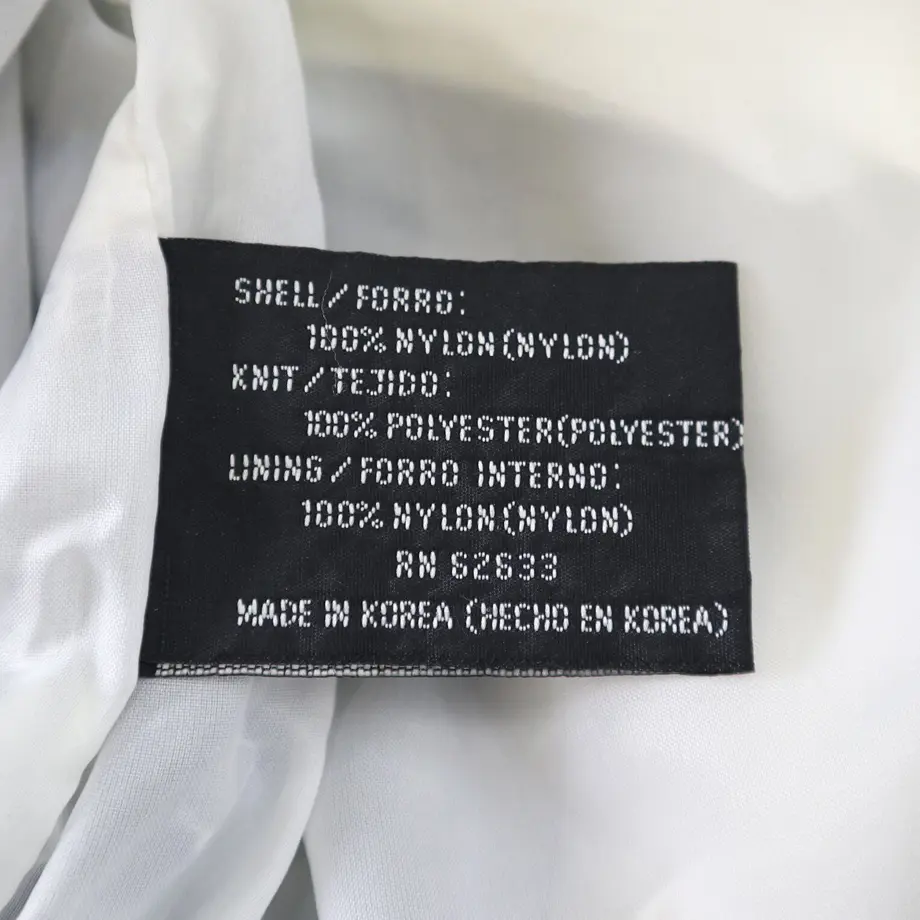 SHELL/FORRO:
100% NYLON(NYLON)
KNIT/TEJIDO:
100% POLYESTER(POLYESTER)
LINING/FORRO INTERNO:
100% NYLON(NYLON)
RN 62633
MADE IN KOREA (HECHO EN KOREA)